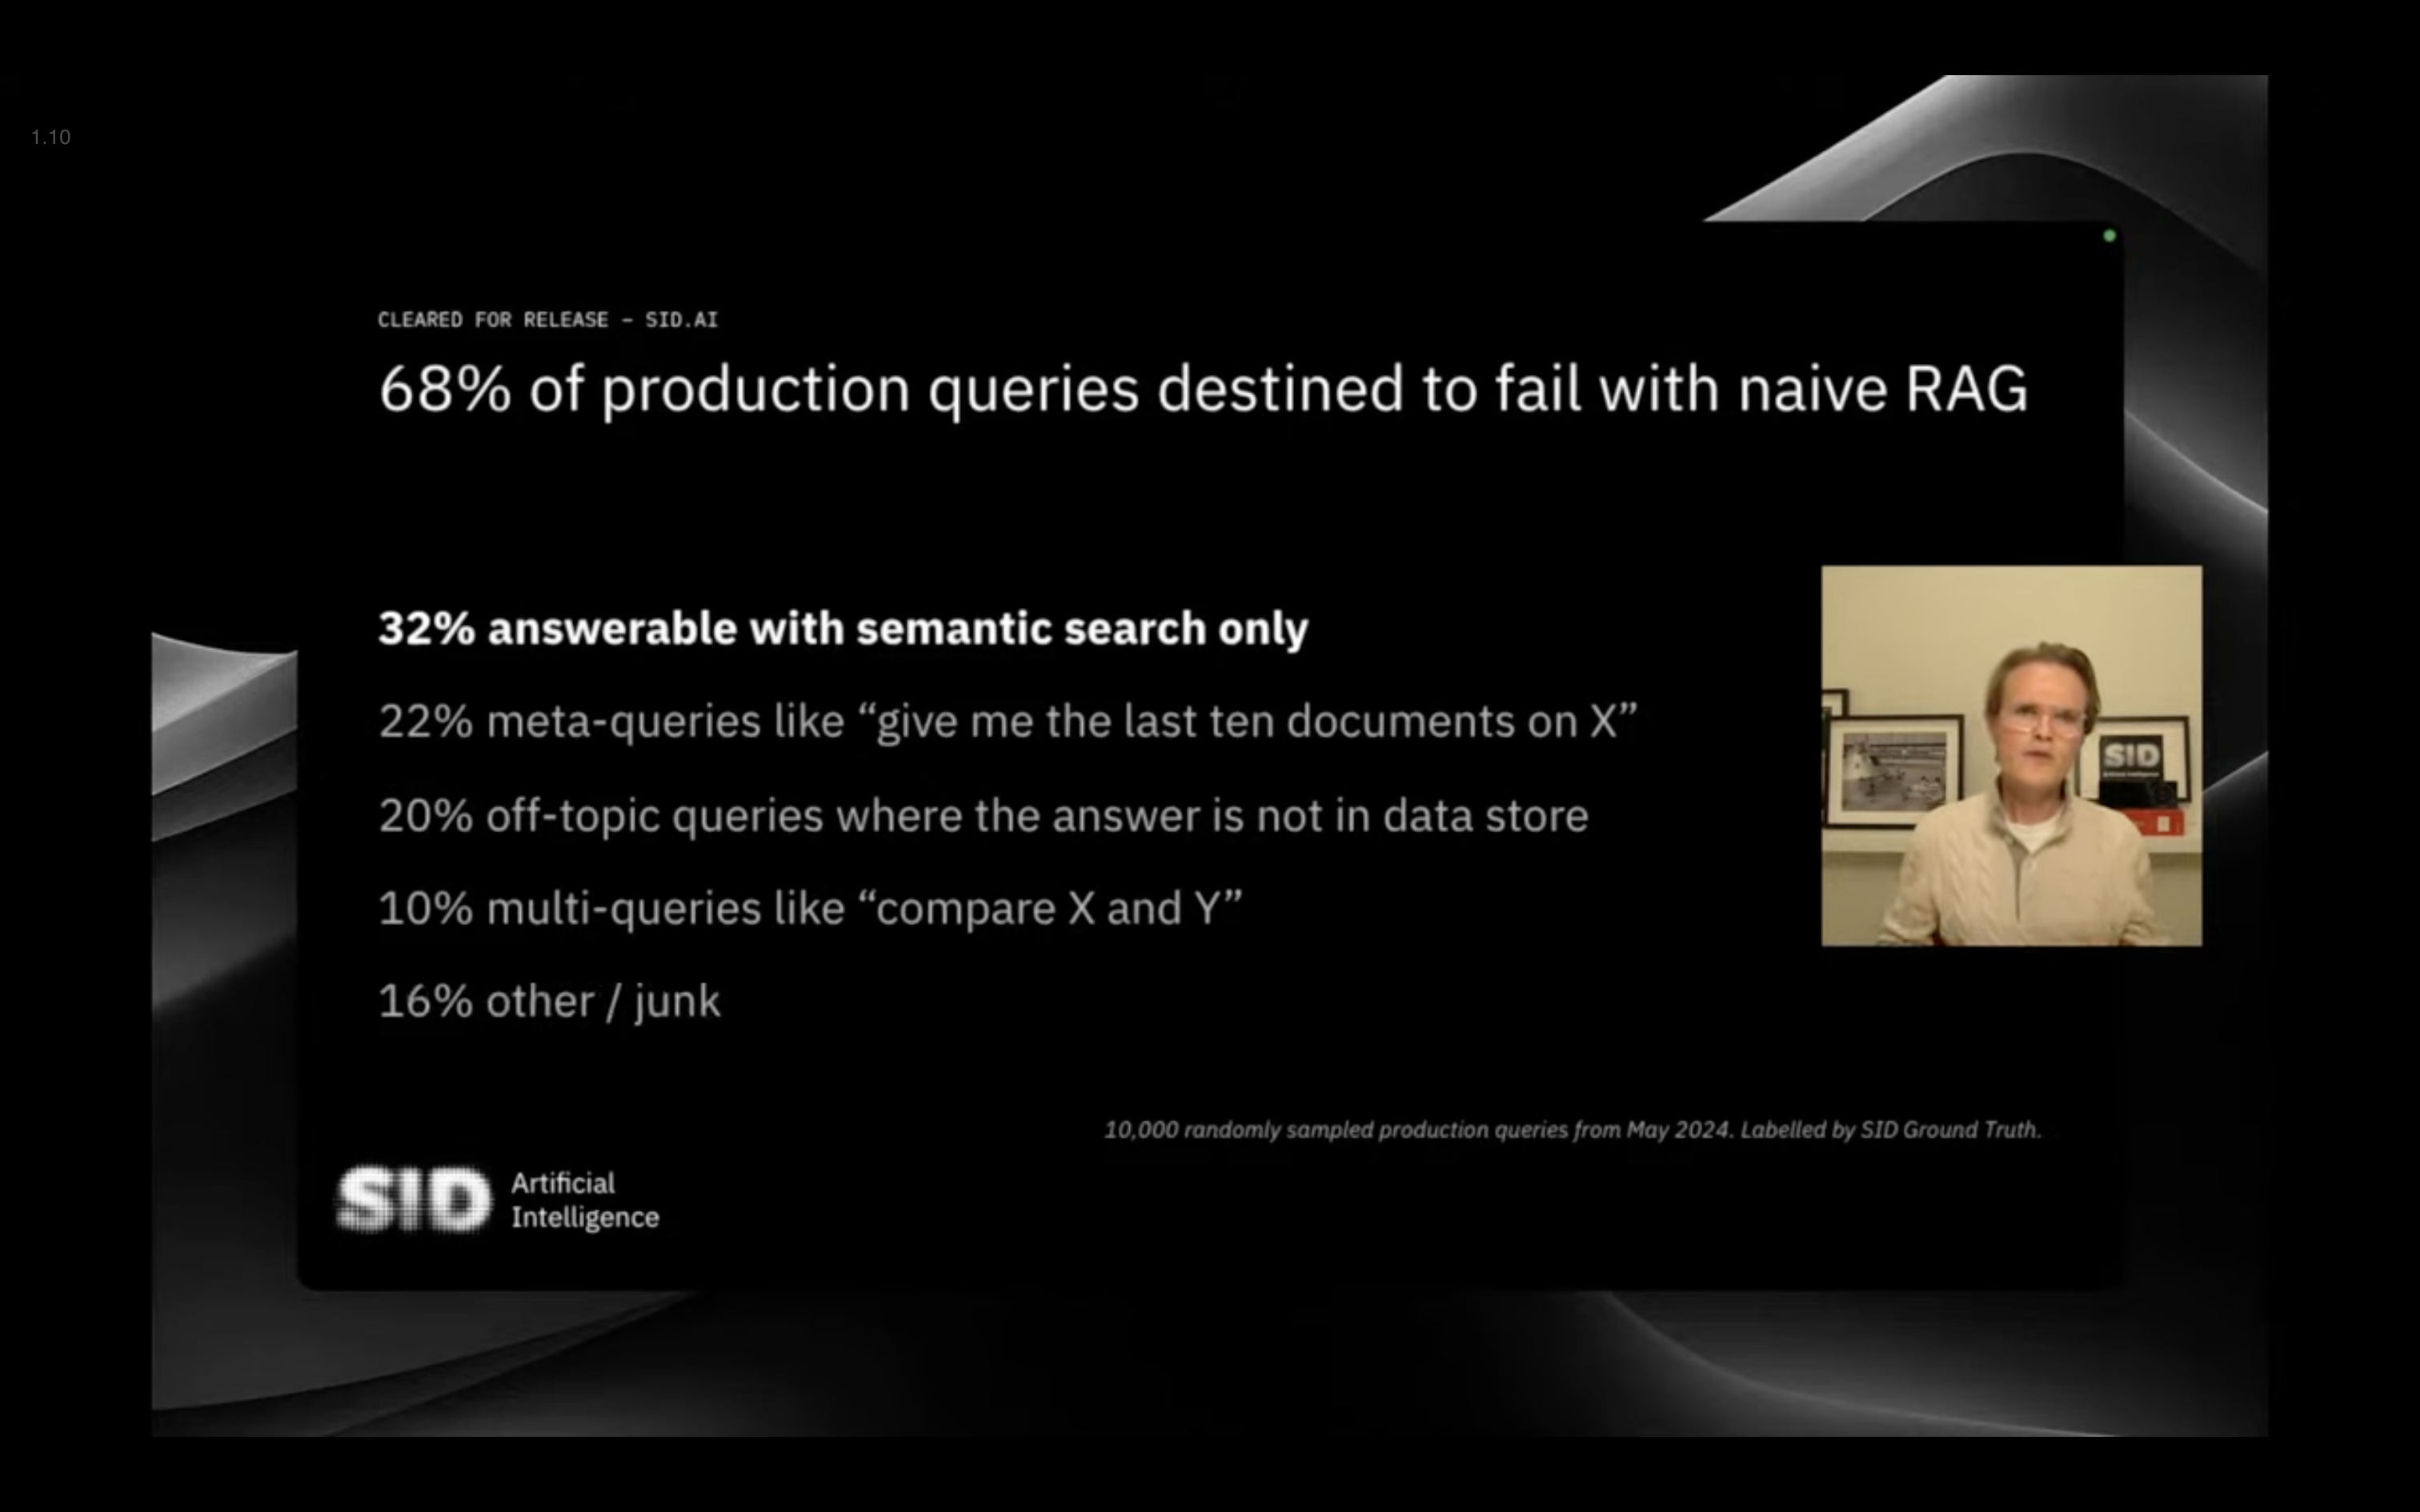 1.10
CLEARED FOR RELEASE – SID.AI
68% of production queries destined to fail with naive RAG
32% answerable with semantic search only
22% meta-queries like “give me the last ten documents on X”
20% off-topic queries where the answer is not in data store
10% multi-queries like “compare X and Y”
16% other / junk
SID
10,000 randomly sampled production queries from May 2024. Labelled by SID Ground Truth.
SID
Artificial
Intelligence